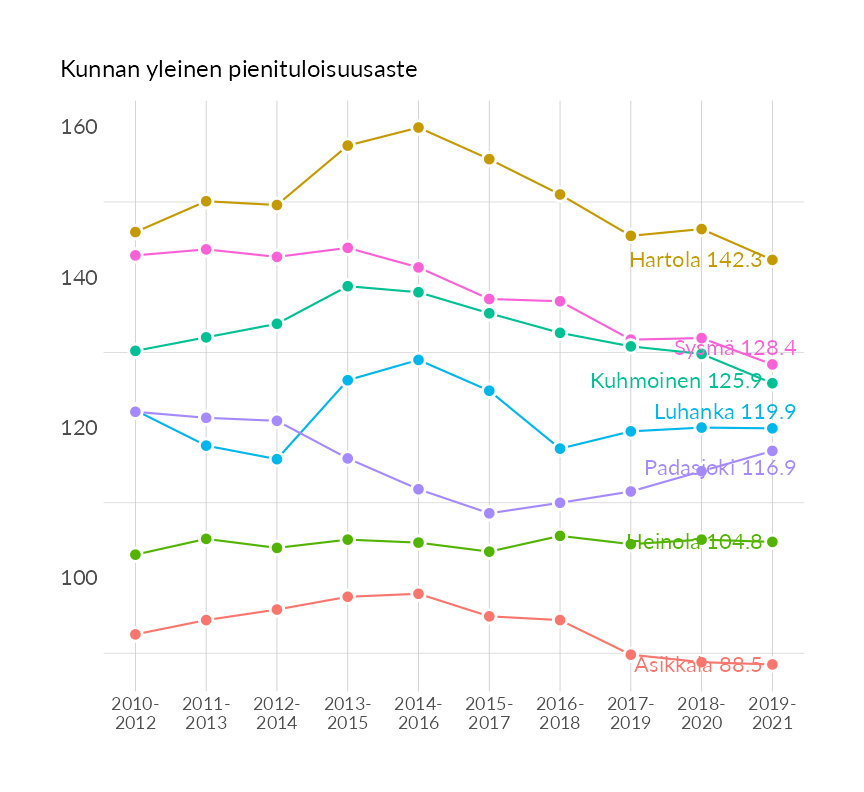 Kunnan yleinen pienituloisuusaste
160
140
120
100
Hartola 142.3
Sysmä 128.4
Kuhmoinen 125.9
Luhanka 119.9
Padasjoki 116.9
Heinola 104.8
Asikkala 88.5
2010- 2011- 2012- 2013- 2014- 2015- 2016- 2017- 2018- 2019-
2012 2013 2014 2015 2016 2017 2018 2019 2020 2021